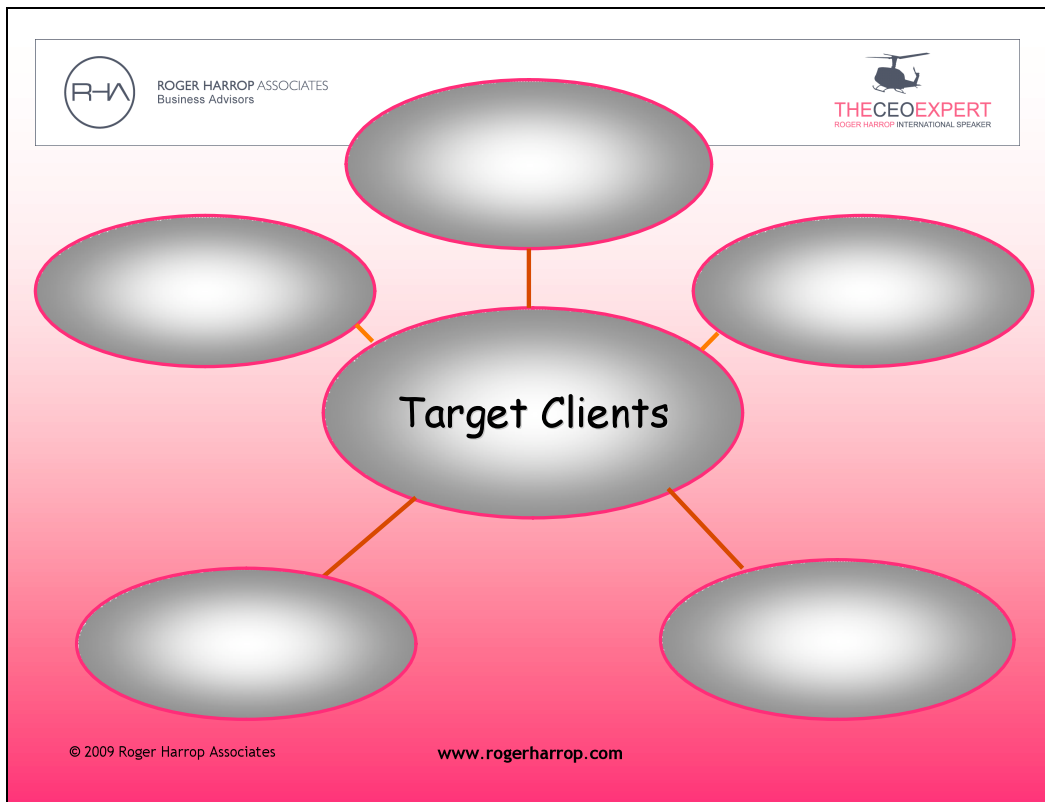 ROGER HARROP ASSOCIATES
Business Advisors
RHA
THECEOEXPERT
ROGER HARROP INTERNATIONAL SPEAKER
Target Clients
© 2009 Roger Harrop Associates
www.rogerharrop.com